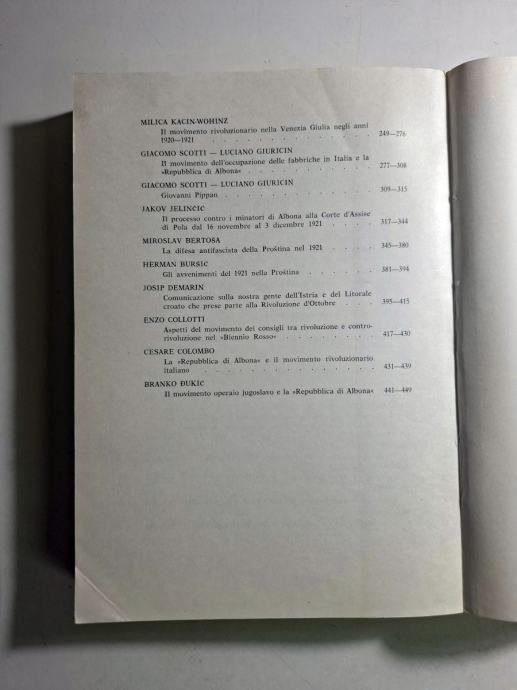 MILICA KACIN-WOHINZ
Il movimento rivoluzionario nella Venezia Giulia negli anni
1920—1921 . . . . . . . . . . . 249—276
GIACOMO SCOTTI — LUCIANO GIURICIN
Il movimento dell'occupazione delle fabbriche in Italia e la
»Repubblica di Albona« . . . . . . . . . 277—308
GIACOMO SCOTTI — LUCIANO GIURICIN
Giovanni Pippan . . . . . . . . . . . 309—315
JAKOV JELINČIĆ
Il processo contro i minatori di Albona alla Corte d'Assise
di Pola dal 16 novembre al 3 dicembre 1921 . . . . 317—344
MIROSLAV BERTOSA
La difesa antifascista della Proština nel 1921 . . . . 345—380
HERMAN BURŠIĆ
Gli avvenimenti del 1921 nella Proština . . . . . 381—394
JOSIP DEMARIN
Comunicazione sulla nostra gente dell'Istria e del Litorale
croato che prese parte alla Rivoluzione d'Ottobre . . . 395—415
ENZO COLLOTTI
Aspetti del movimento dei consigli tra rivoluzione e contro-
rivoluzione nel »Biennio Rosso« . . . . . . 417—430
CESARE COLOMBO
La »Repubblica di Albona« e il movimento rivoluzionario
italiano . . . . . . . . . . . . 431—439
BRANKO ĐUKIĆ
Il movimento operaio jugoslavo e la »Repubblica di Albona« 441—449